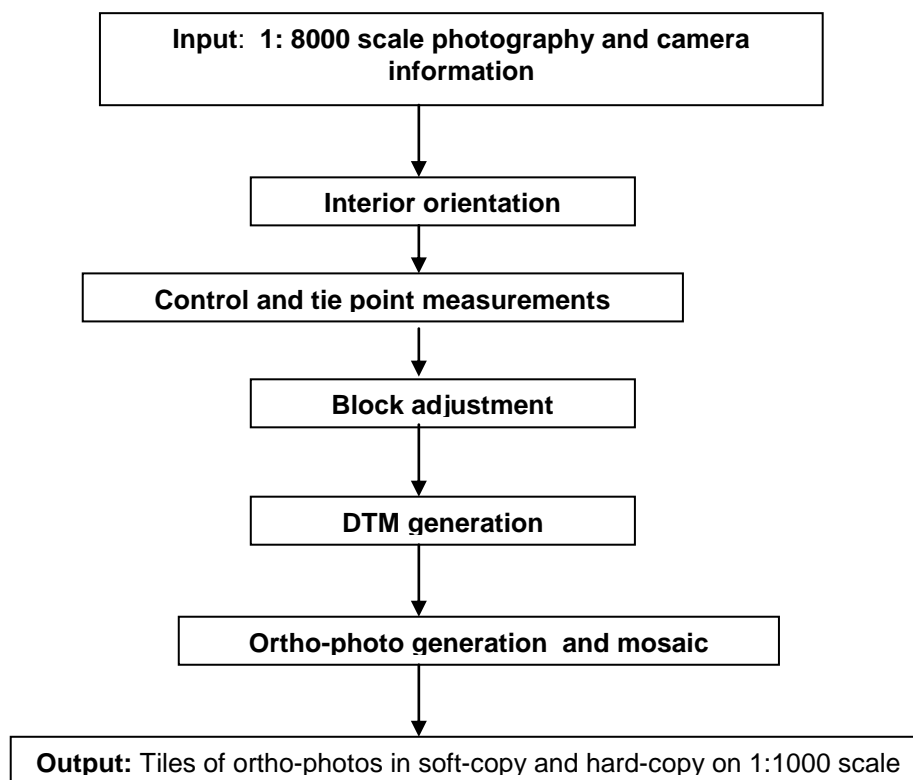 Input: 1: 8000 scale photography and camera
information
Interior orientation
Control and tie point measurements
Block adjustment
DTM generation
Ortho-photo generation and mosaic
Output: Tiles of ortho-photos in soft-copy and hard-copy on 1:1000 scale